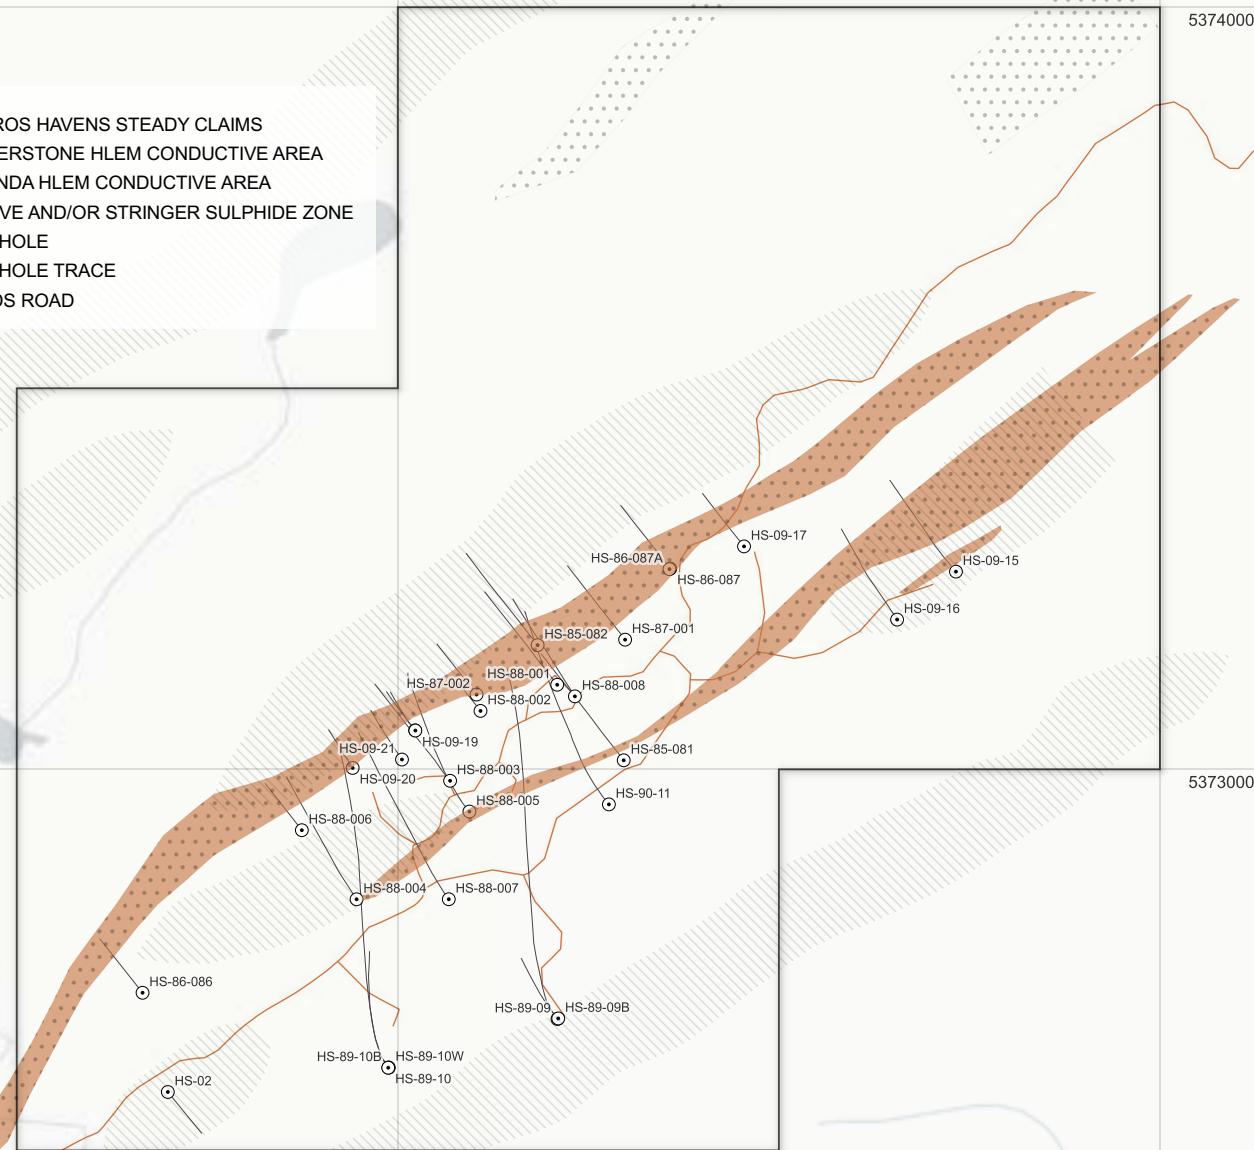 5374000
ROS HAVENS STEADY CLAIMS
ERSTONE HLEM CONDUCTIVE AREA
NDA HLEM CONDUCTIVE AREA
VE AND/OR STRINGER SULPHIDE ZONE
HOLE
HOLE TRACE
OS ROAD
HS-09-17
HS-86-087A
HS-86-087
HS-09-15
HS-09-16
HS-85-082
HS-87-001
HS-88-001
HS-87-002
HS-88-008
HS-88-002
HS-09-19
HS-09-21
HS-85-081
HS-09-20
HS-88-003
5373000
HS-90-11
HS-88-005
HS-88-006
HS-88-004
HS-88-007
HS-86-086
HS-89-09
HS-89-09B
HS-89-10B
HS-89-10W
HS-89-10
HS-02